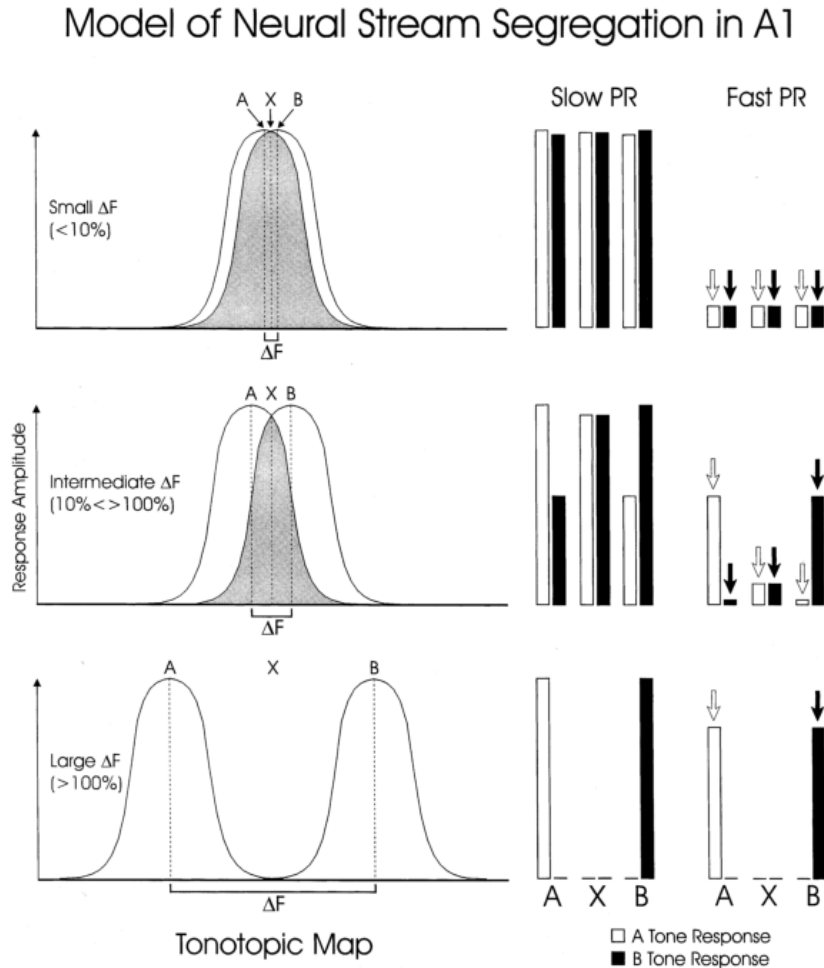 Model of Neural Stream Segregation in A1
Slow PR
Fast PR
A X B
Small ΔF
(<10%)
ΔF
A X B
Response Amplitude
Intermediate ΔF
(10%<>100%)
ΔF
A X B
Large ΔF
(>100%)
ΔF
A X B
A X B
Tonotopic Map
A Tone Response
B Tone Response